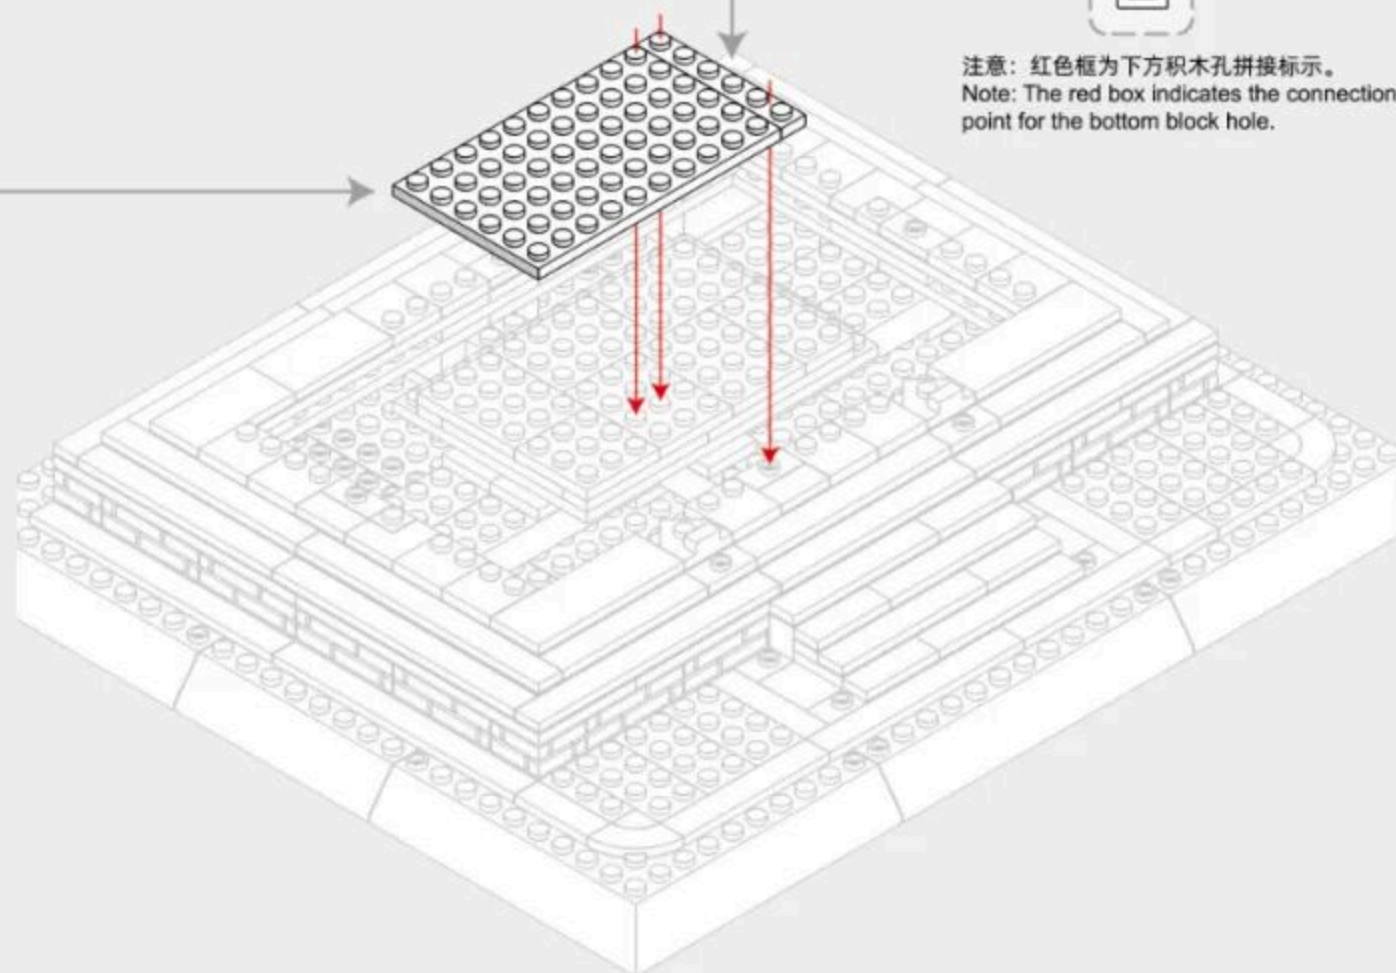 注意：红色框为下方积木孔拼接标示。
Note: The red box indicates the connection
point for the bottom block hole.